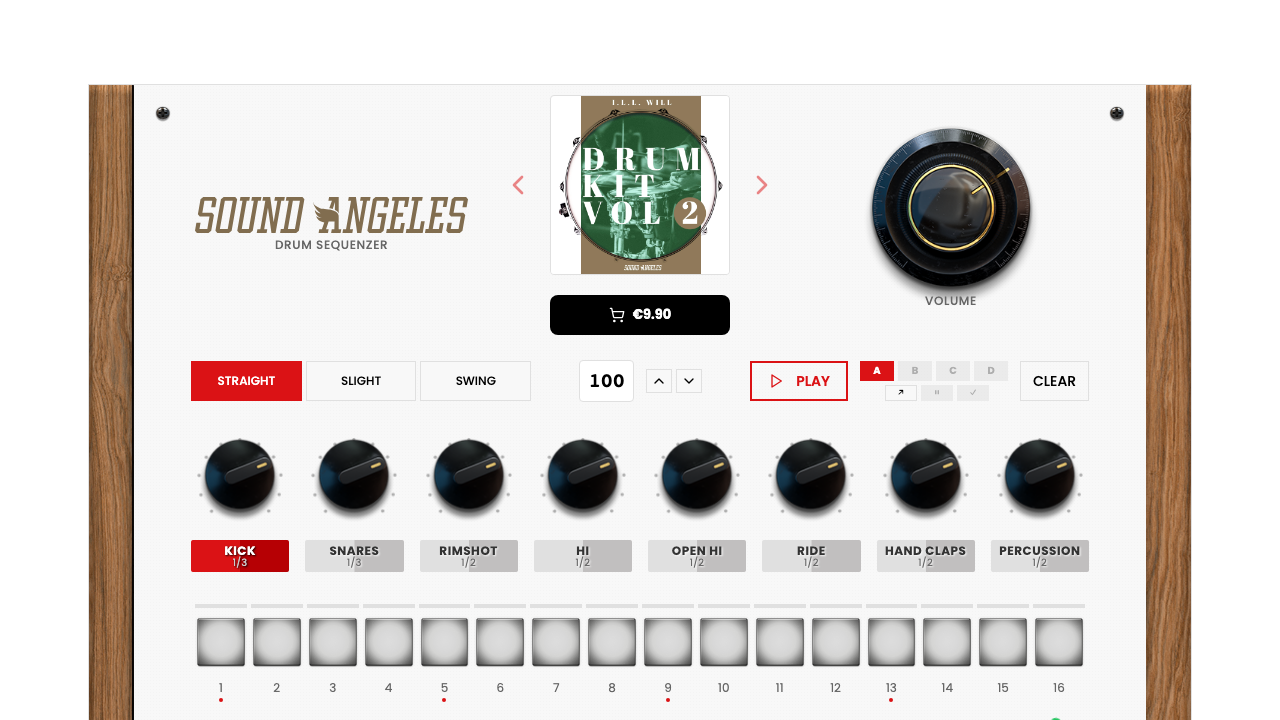 I.L.L. WILL
DRUM
KIT
VOL 2
SOUND ANGELES
SOUND ANGELES
DRUM SEQUENZER
€9.90
VOLUME
STRAIGHT
SLIGHT
SWING
100
PLAY
A
B
C
D
CLEAR
KICK
1/3
SNARES
1/3
RIMSHOT
1/2
HI
1/2
OPEN HI
1/2
RIDE
1/2
HAND CLAPS
1/2
PERCUSSION
1/2
1 2 3 4 5 6 7 8 9 10 11 12 13 14 15 16